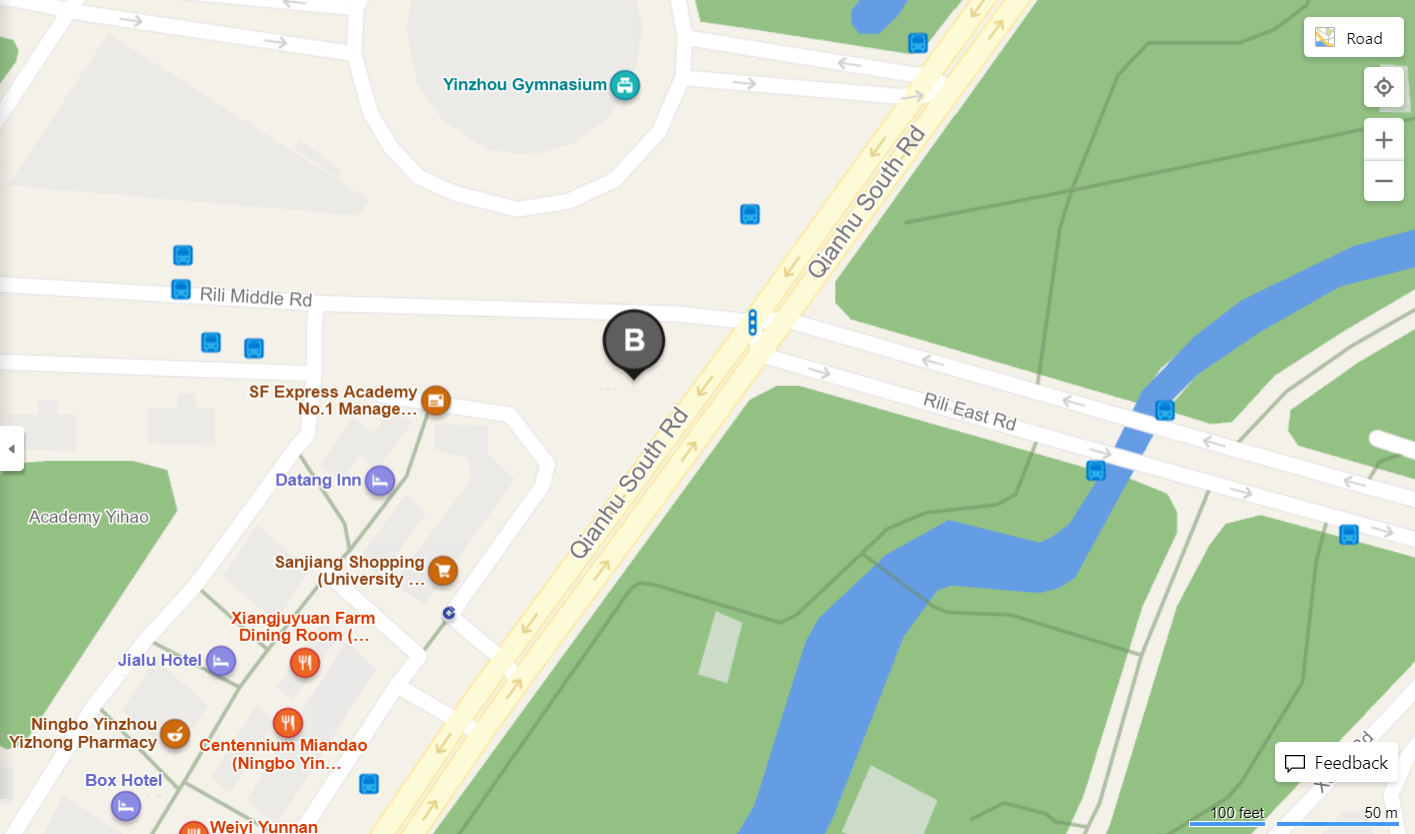 Road
Yinzhou Gymnasium
Qianhu South Rd
Rili Middle Rd
B
SF Express Academy
No.1 Manage...
Rili East Rd
Qianhu South Rd
Datang Inn
Academy Yihao
Sanjiang Shopping
(University ...
Xiangjuyuan Farm
Dining Room (...
Jialu Hotel
Ningbo Yinzhou
Yizhong Pharmacy
Centennium Miandao
(Ningbo Yin...
Box Hotel
Weiyi Yunnan
Feedback
100 feet
50 m